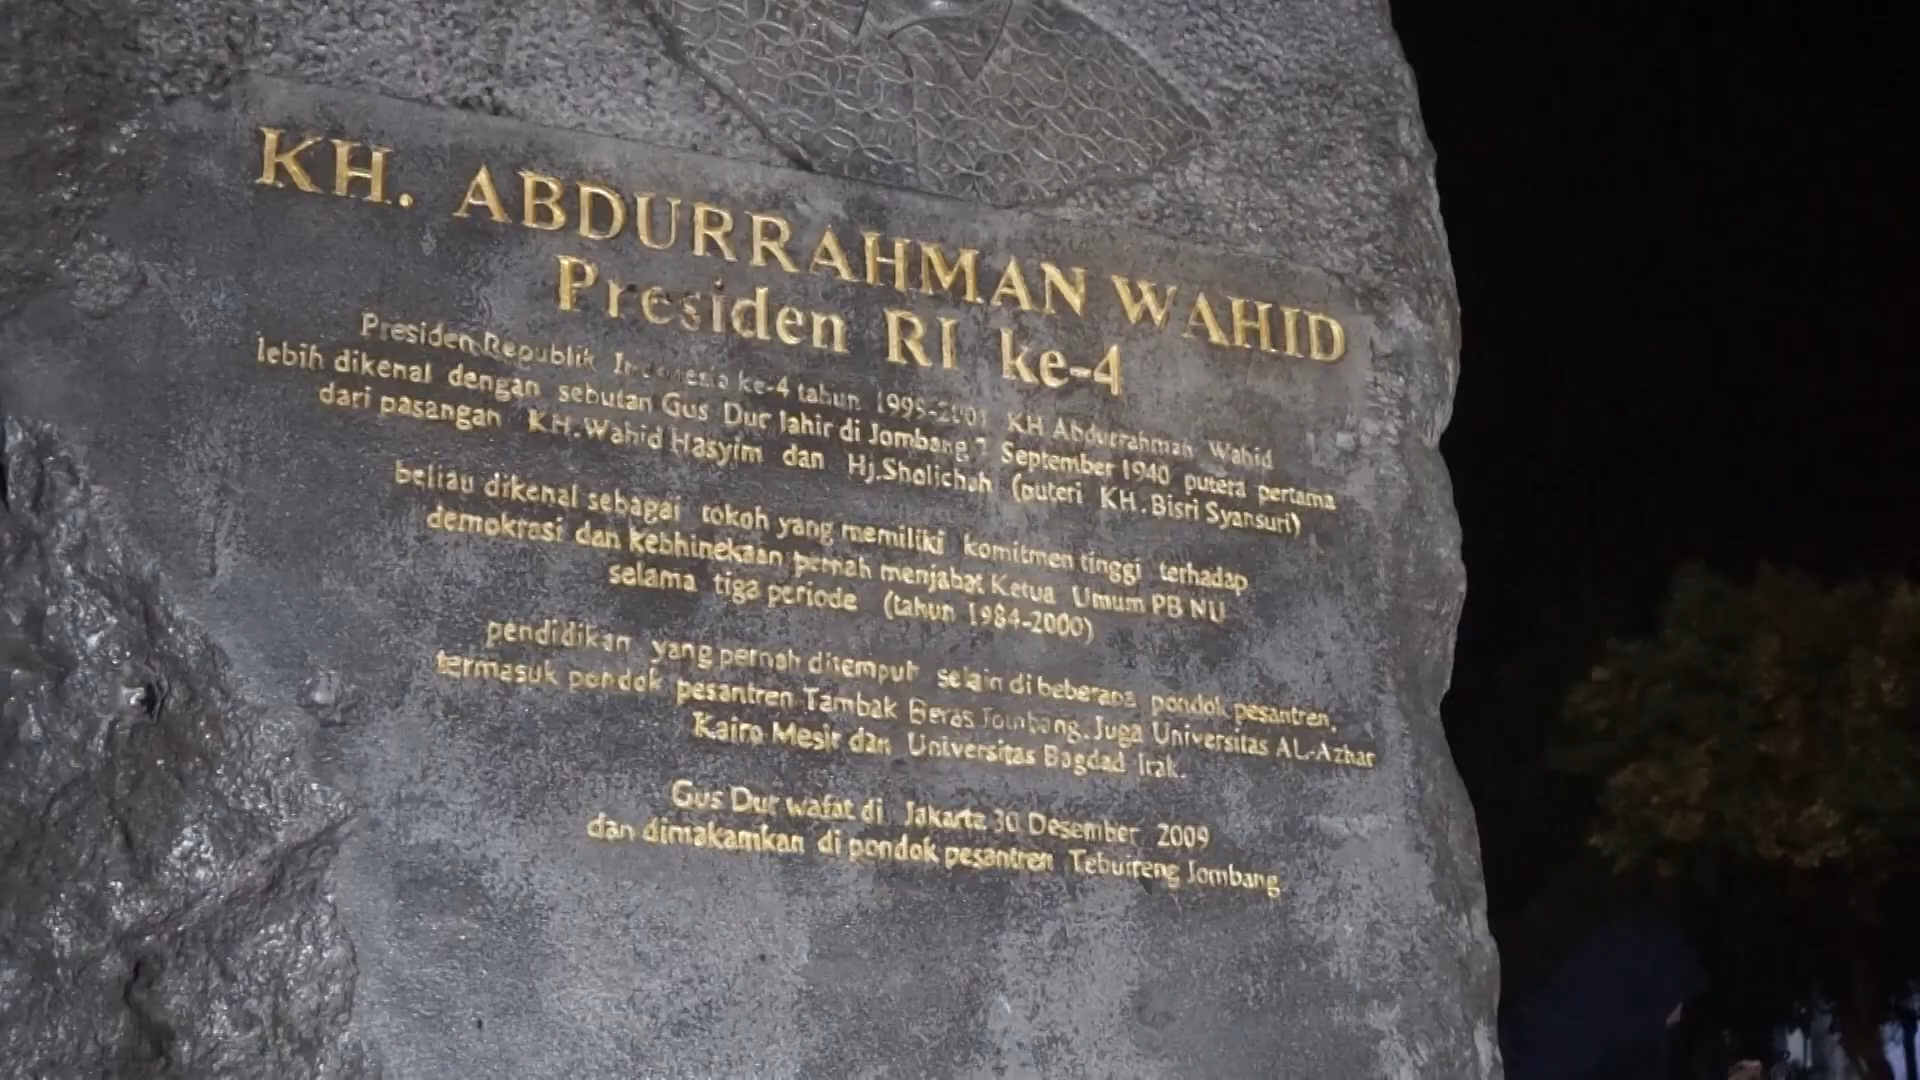 KH. ABDURRAHMAN WAHID
Presiden RI ke-4
Presiden Republik Indonesia ke-4 tahun 1999-2001 KH Abdurrahman Wahid
lebih dikenal dengan sebutan Gus Dur lahir di Jombang 7 September 1940 putera pertama
dari pasangan KH.Wahid Hasyim dan Hj.Sholichah (puteri KH.Bisri Syansuri)
beliau dikenal sebagai tokoh yang memiliki komitmen tinggi terhadap
demokrasi dan kebhinekaan pernah menjabat Ketua Umum PB NU
selama tiga periode (tahun 1984-2000)
pendidikan yang pernah ditempuh selain di beberapa pondok pesantren,
termasuk pondok pesantren Tambak Beras Jombang. Juga Universitas AL-Azhar
Kairo Mesir dan Universitas Bagdad Irak.
Gus Dur wafat di Jakarta 30 Desember 2009
dan dimakamkan di pondok pesantren Tebuireng Jombang